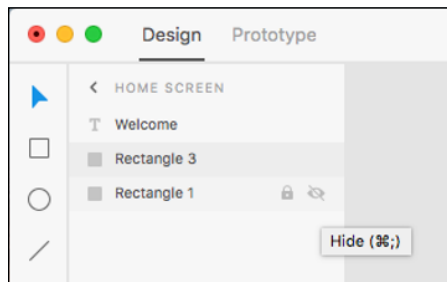 Design Prototype
HOME SCREEN
T Welcome
Rectangle 3
Rectangle 1
Hide (⌘;)